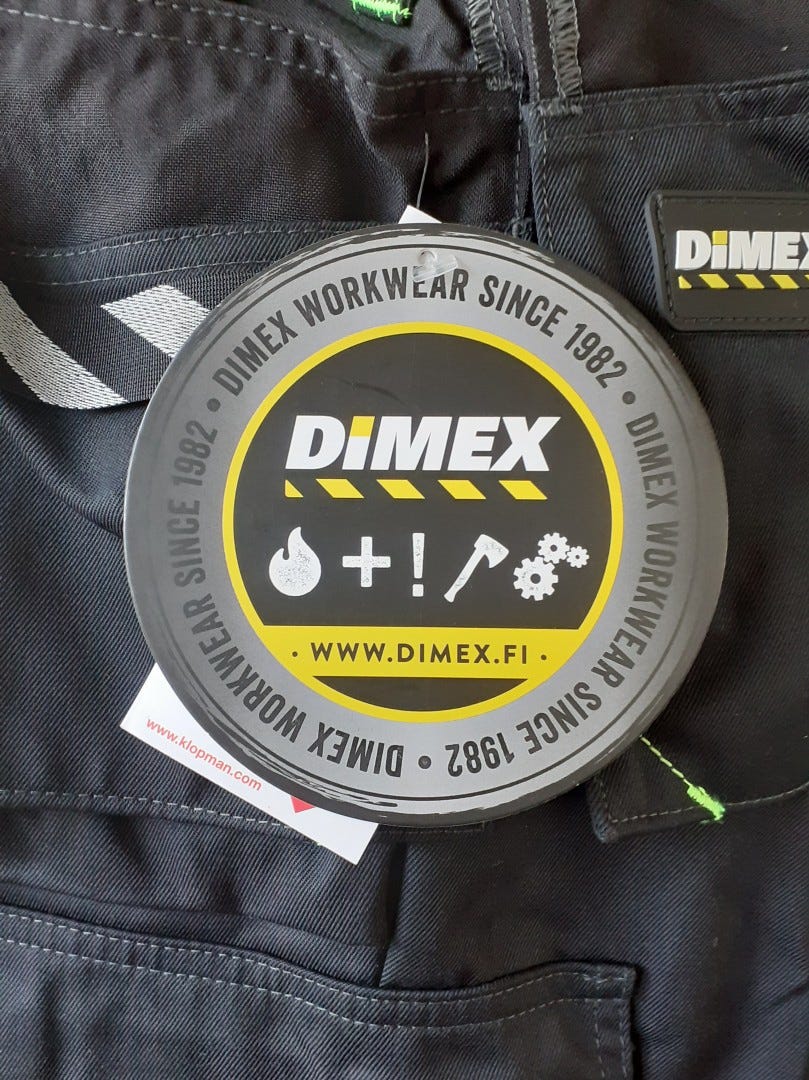 DIMEX WORKWEAR SINCE 1982 • DIMEX WORKWEAR SINCE 1982 • DIMEX WORKWEAR SINCE 1982 •
DiMEX
! 
• WWW.DIMEX.FI •
DiMEX
www.klopman.com